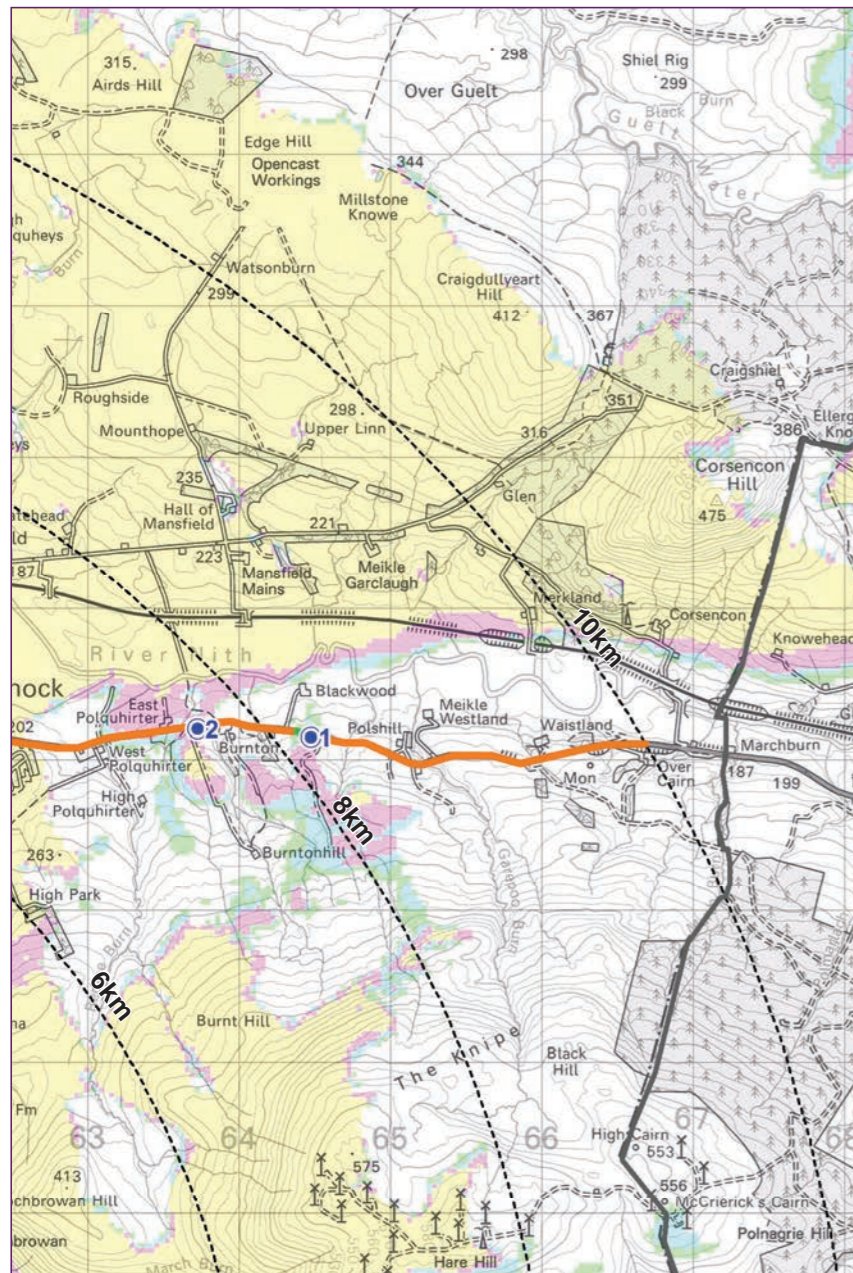 298
Shiel Rig
299
315
Airds Hill
Over Guelt
Black Burn
Guelt Water
Edge Hill
Opencast
Workings
344
Millstone
Knowe
Burn
Watsonburn
299
Craigdullyeart
Hill
412
367
Craigshiel
Roughside
351
298
Upper Linn
316
386
Mounthope
Corsencon
Hill
235
Glen
475
Hall of
Mansfield
221
187
223
Mansfield
Mains
Meikle
Garclaugh
Merkland
10km
Corsencon
Knowehead
River Nith
Blackwood
East
Polquhirter
Meikle
Westland
202
2
1
Polshill
Waistland
Marchburn
West
Polquhirter
Burnton
Mon
Over
Cairn
187
199
High
Polquhirter
8km
263
Burntonhill
High Park
Garepool Burn
6km
Burnt Hill
The Knipe
Black
Hill
Fm
63
64
65
66
67
68
High Cairn
553
413
575
556
McCrierick's Cairn
Polnagrie Hill
Hare Hill
March Burn